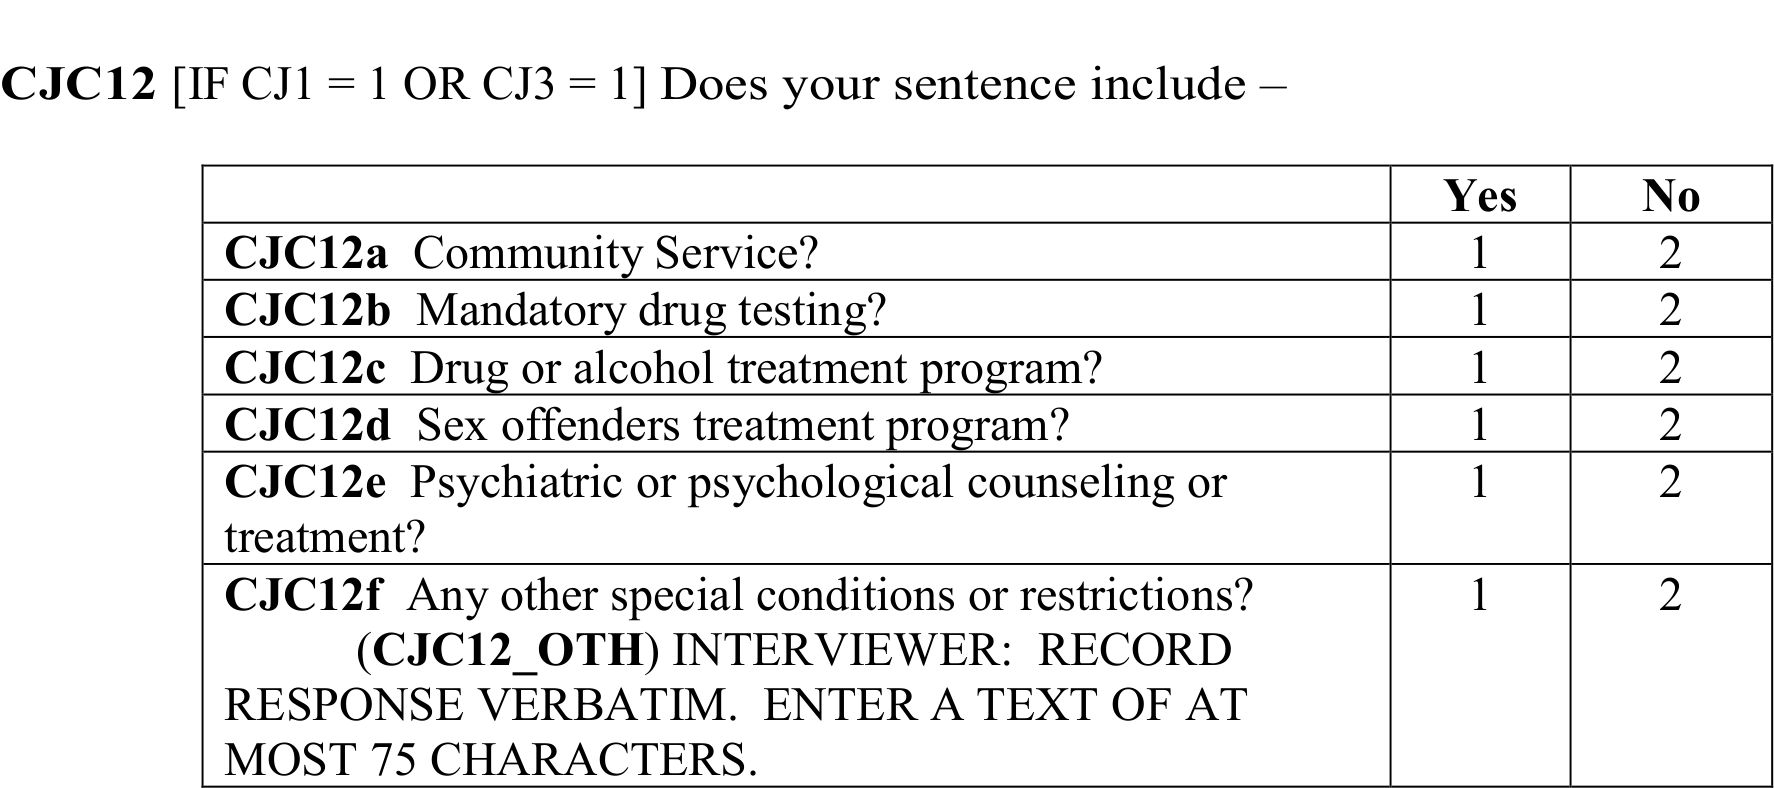 CJC12 [IF CJ1 = 1 OR CJ3 = 1] Does your sentence include –
Yes No
CJC12a Community Service? 1 2
CJC12b Mandatory drug testing? 1 2
CJC12c Drug or alcohol treatment program? 1 2
CJC12d Sex offenders treatment program? 1 2
CJC12e Psychiatric or psychological counseling or 1 2
treatment?
CJC12f Any other special conditions or restrictions? 1 2
(CJC12_OTH) INTERVIEWER: RECORD
RESPONSE VERBATIM. ENTER A TEXT OF AT
MOST 75 CHARACTERS.